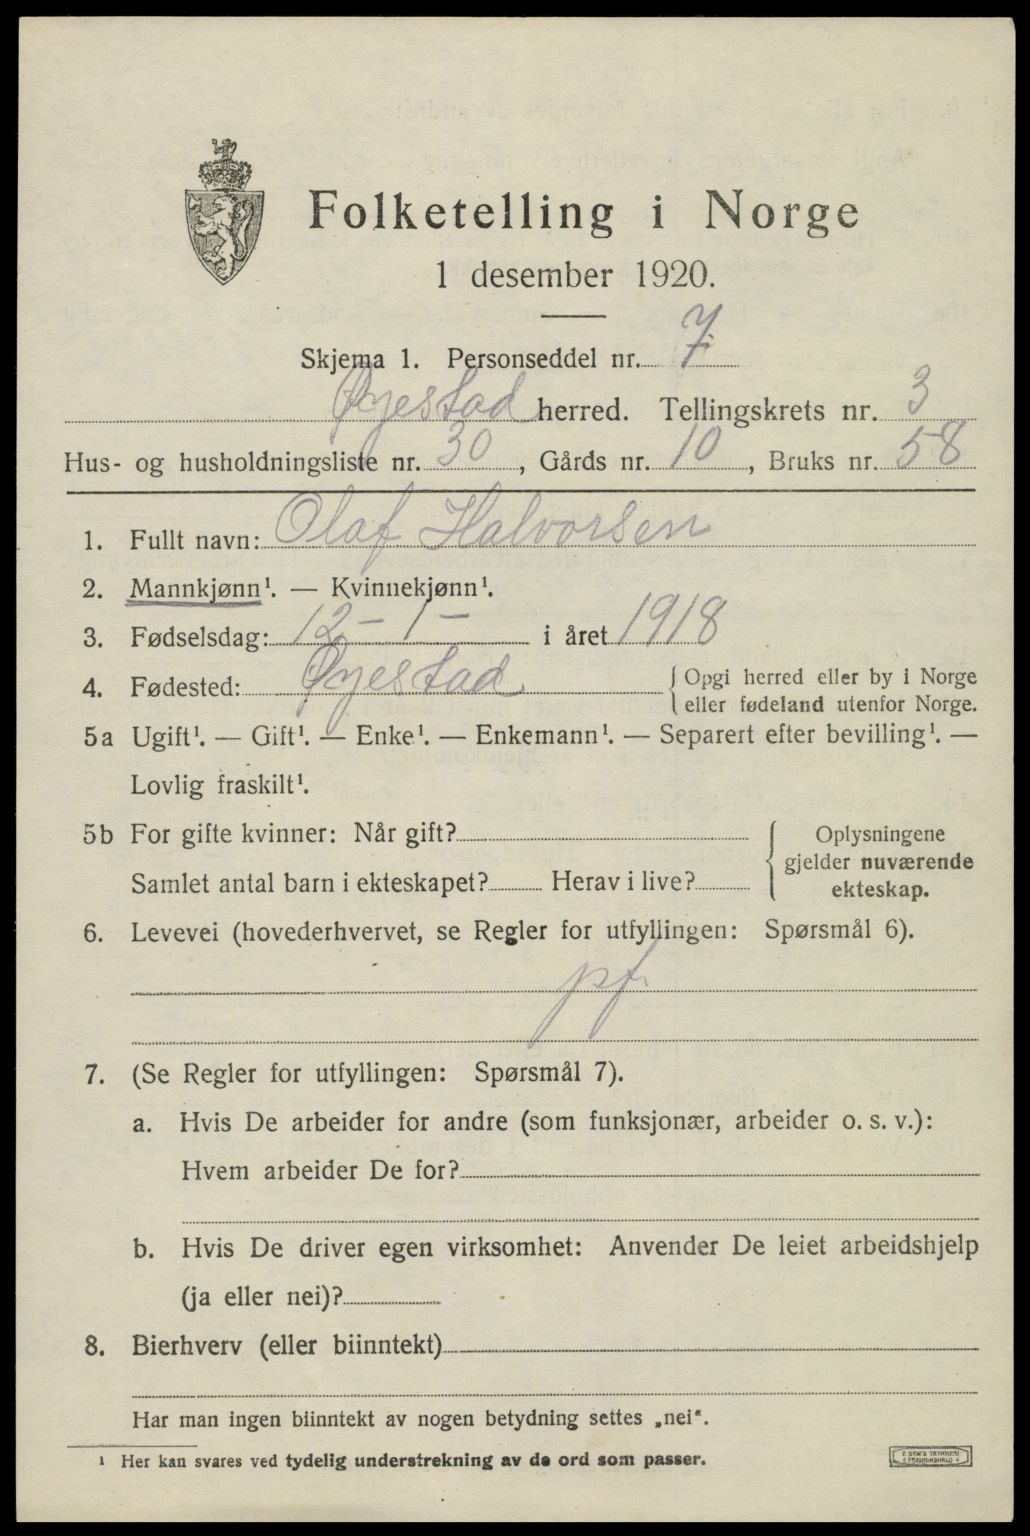 Folketelling i Norge
1 desember 1920.
Skjema 1. Personseddel nr. 7
Øyestad herred. Tellingskrets nr. 3
Hus- og husholdningsliste nr. 30, Gårds nr. 10, Bruks nr. 58
1. Fullt navn: Olaf Halvorsen
2. Mannkjønn¹. — Kvinnekjønn¹.
3. Fødselsdag: 12 – 1 – i året 1918
4. Fødested: Øyestad
Opgi herred eller by i Norge
eller fødeland utenfor Norge.
5a Ugift¹. — Gift¹. — Enke¹. — Enkemann¹. — Separert efter bevilling¹. —
Lovlig fraskilt¹.
5b For gifte kvinner: Når gift?
Samlet antal barn i ekteskapet? Herav i live?
Oplysningene
gjelder nuværende
ekteskap.
6. Levevei (hovederhvervet, se Regler for utfyllingen: Spørsmål 6).
pf
7. (Se Regler for utfyllingen: Spørsmål 7).
a. Hvis De arbeider for andre (som funksjonær, arbeider o. s. v.):
Hvem arbeider De for?
b. Hvis De driver egen virksomhet: Anvender De leiet arbeidshjelp
(ja eller nei)?
8. Bierhverv (eller biinntekt)
Har man ingen biinntekt av nogen betydning settes „nei".
¹ Her kan svares ved tydelig understrekning av de ord som passer.
E SEM'S TRYKKERI
FREDRIKSHALD